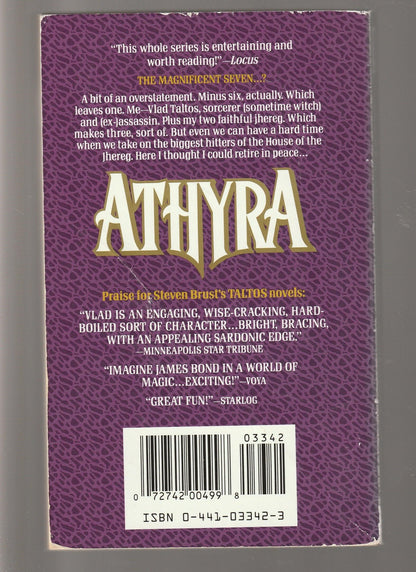 “This whole series is entertaining and
worth reading!”—Locus
THE MAGNIFICENT SEVEN...?
A bit of an overstatement. Minus six, actually. Which
leaves one. Me—Vlad Taltos, sorcerer (sometime witch)
and (ex-)assassin. Plus my two faithful jhereg. Which
makes three, sort of. But even we can have a hard time
when we take on the biggest hitters of the House of the
Jhereg. Here I thought I could retire in peace...
ATHYRA
Praise for Steven Brust's TALTOS novels:
“VLAD IS AN ENGAGING, WISE-CRACKING, HARD-
BOILED SORT OF CHARACTER...BRIGHT, BRACING,
WITH AN APPEALING SARDONIC EDGE.”
—MINNEAPOLIS STAR TRIBUNE
“IMAGINE JAMES BOND IN A WORLD OF
MAGIC...EXCITING!”—VOYA
“GREAT FUN!”—STARLOG
03342
0 72742 00499 8
ISBN 0-441-03342-3